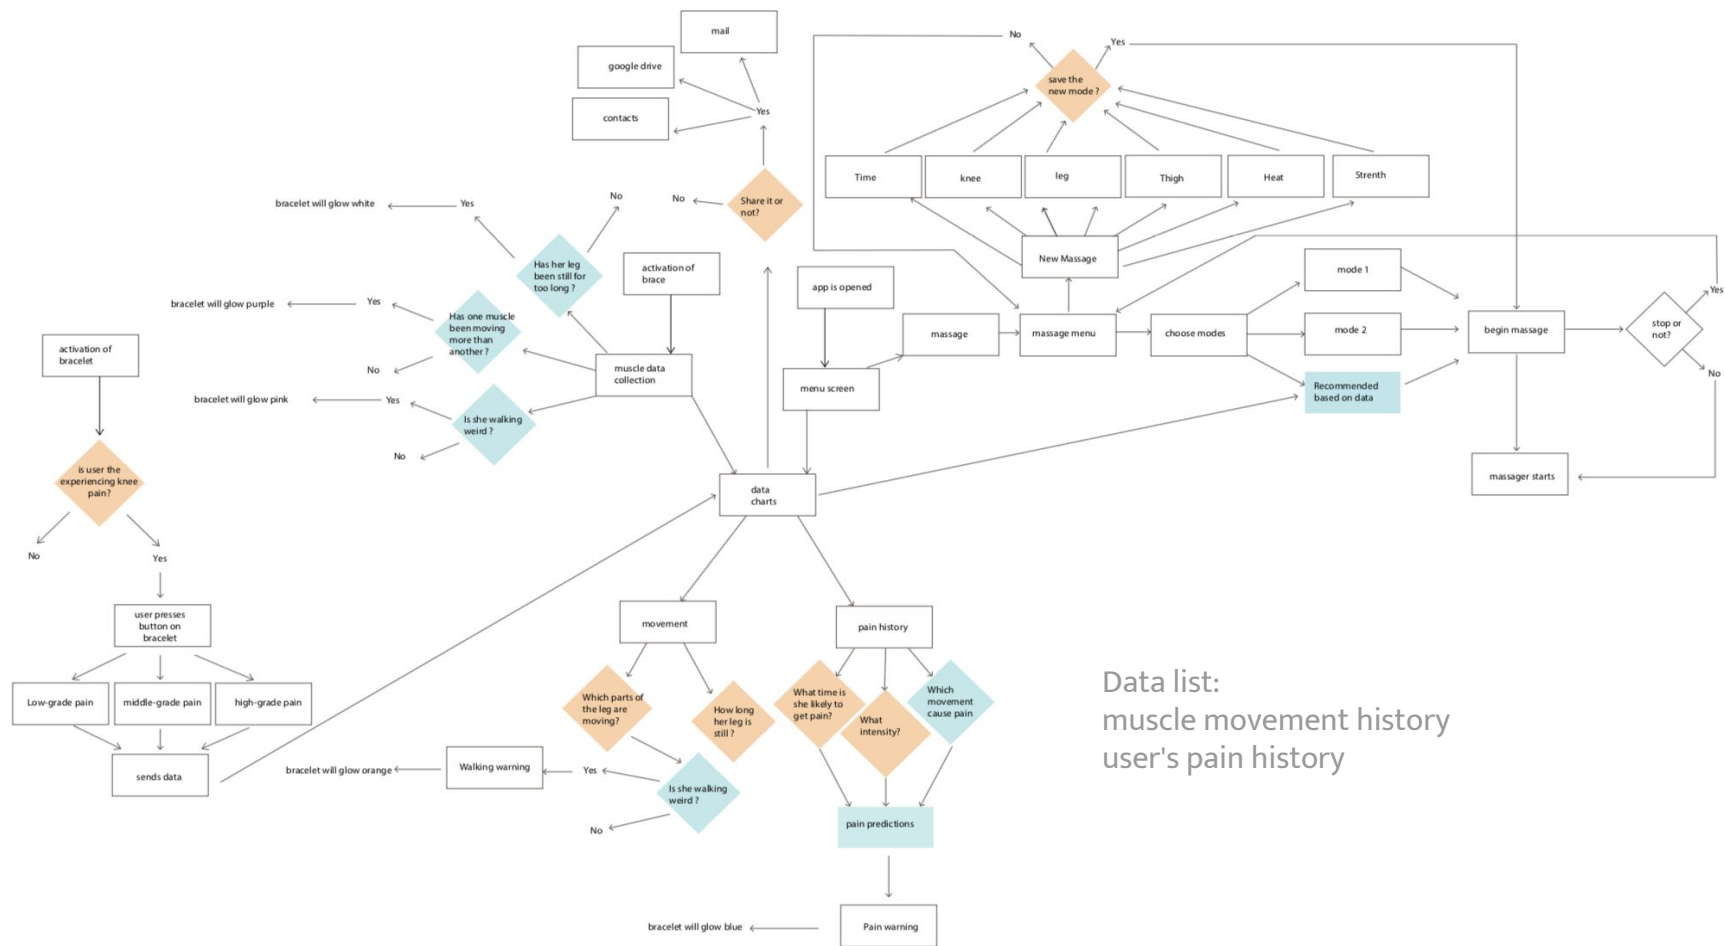 mail
google drive
contacts
Yes
No
Share it or
not?
No
Yes
save the
new mode ?
Time
knee
leg
Thigh
Heat
Strenth
New Massage
bracelet will glow white
Yes
No
Has her leg
been still for
too long ?
activation of
brace
app is opened
bracelet will glow purple
Yes
Has one muscle
been moving
more than
another ?
No
muscle data
collection
menu screen
massage
massage menu
choose modes
mode 1
mode 2
Recommended
based on data
begin massage
stop or
not?
Yes
No
massager starts
bracelet will glow pink
Yes
Is she walking
weird ?
No
activation of
bracelet
is user the
experiencing knee
pain?
No
Yes
user presses
button on
bracelet
Low-grade pain
middle-grade pain
high-grade pain
sends data
data
charts
movement
pain history
Which parts of
the leg are
moving?
How long
her leg is
still ?
What time is
she likely to
get pain?
What
intensity?
Which
movement
cause pain
bracelet will glow orange
Walking warning
Yes
Is she walking
weird ?
No
pain predictions
bracelet will glow blue
Pain warning
Data list:
muscle movement history
user's pain history